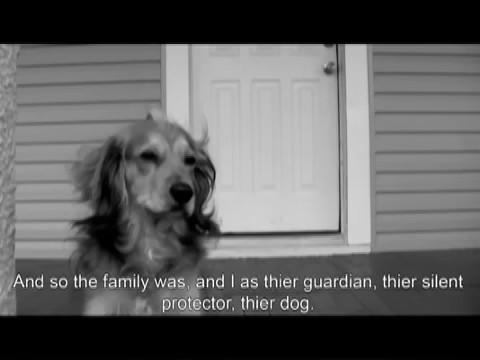 And so the family was, and I as thier guardian, thier silent
protector, thier dog.